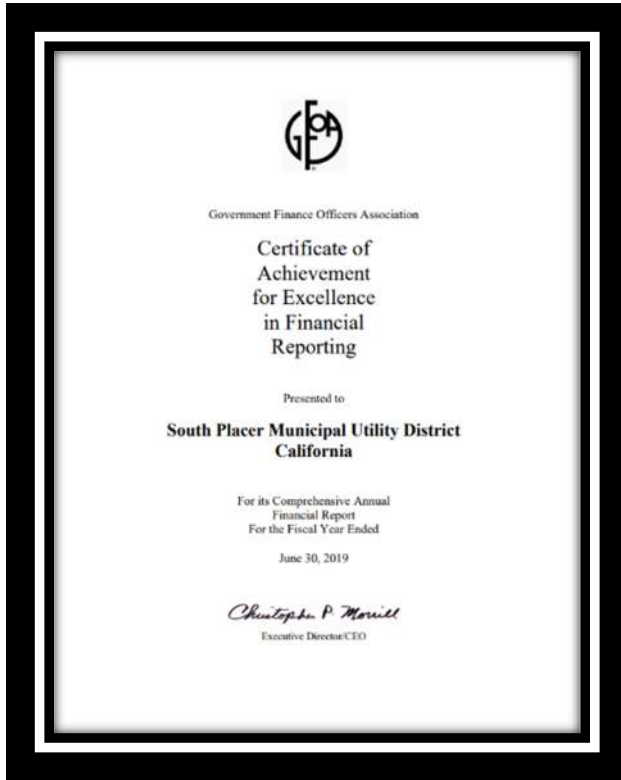 GFOA
Government Finance Officers Association
Certificate of
Achievement
for Excellence
in Financial
Reporting
Presented to
South Placer Municipal Utility District
California
For its Comprehensive Annual
Financial Report
For the Fiscal Year Ended
June 30, 2019
Christopher P. Morrill
Executive Director/CEO